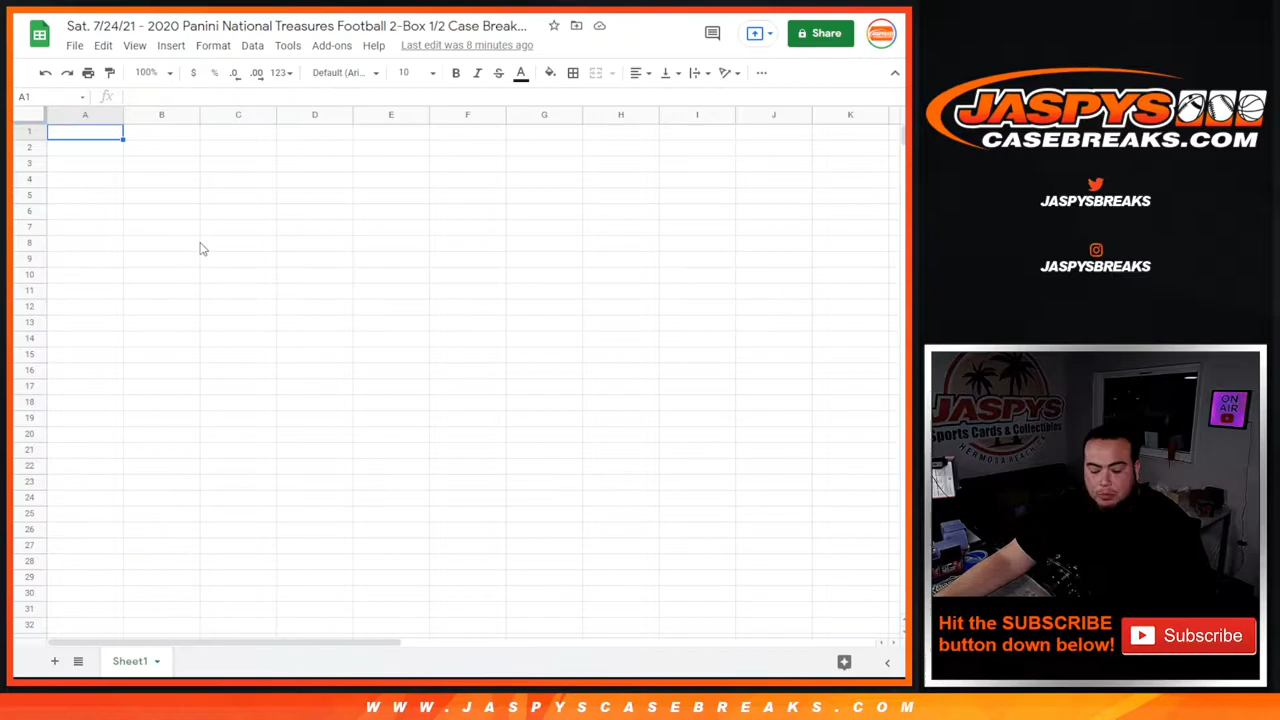 Sat. 7/24/21 - 2020 Panini National Treasures Football 2-Box 1/2 Case Break...
Share
File Edit View Insert Format Data Tools Add-ons Help Last edit was 8 minutes ago
100% $ % .0 .00 123 Default (Ari... 10 B I S A
A1 fx
A B C D E F G H I J K
1
2
3
4
5
6
7
8
9
10
11
12
13
14
15
16
17
18
19
20
21
22
23
24
25
26
27
28
29
30
31
32
Sheet1
JASPYS
CASEBREAKS.COM
JASPYSBREAKS
JASPYSBREAKS
JASPYS
Sports Cards & Collectibles
HERMOSA BEACH
ON
AIR
Hit the SUBSCRIBE
button down below!
Subscribe
WWW.JASPYSCASEBREAKS.COM